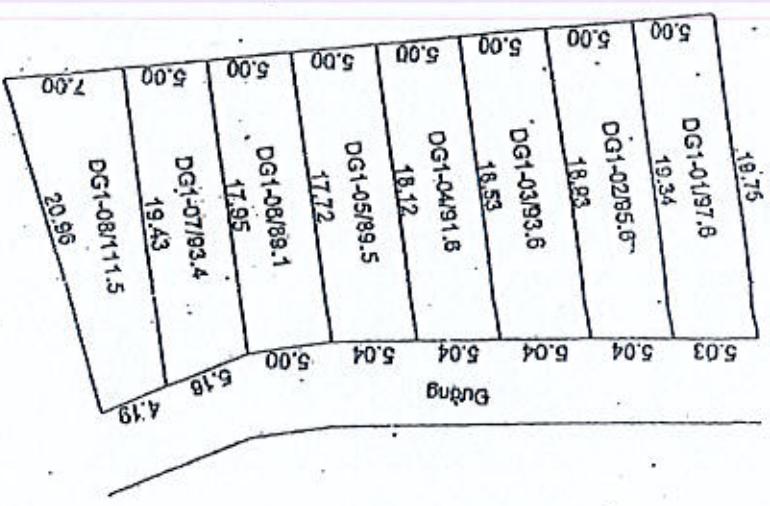 7.00
5.00
5.00
5.00
5.00
5.00
5.00
5.00
20.96
DG1-08/111.5
19.43
DG1-07/93.4
17.95
DG1-06/89.1
17.72
DG1-05/89.5
18.12
DG1-04/91.6
18.53
DG1-03/93.6
18.93
DG1-02/95.6
19.34
DG1-01/97.6
19.75
4.19
5.16
5.00
5.04
5.04
5.04
5.04
5.03
Đường